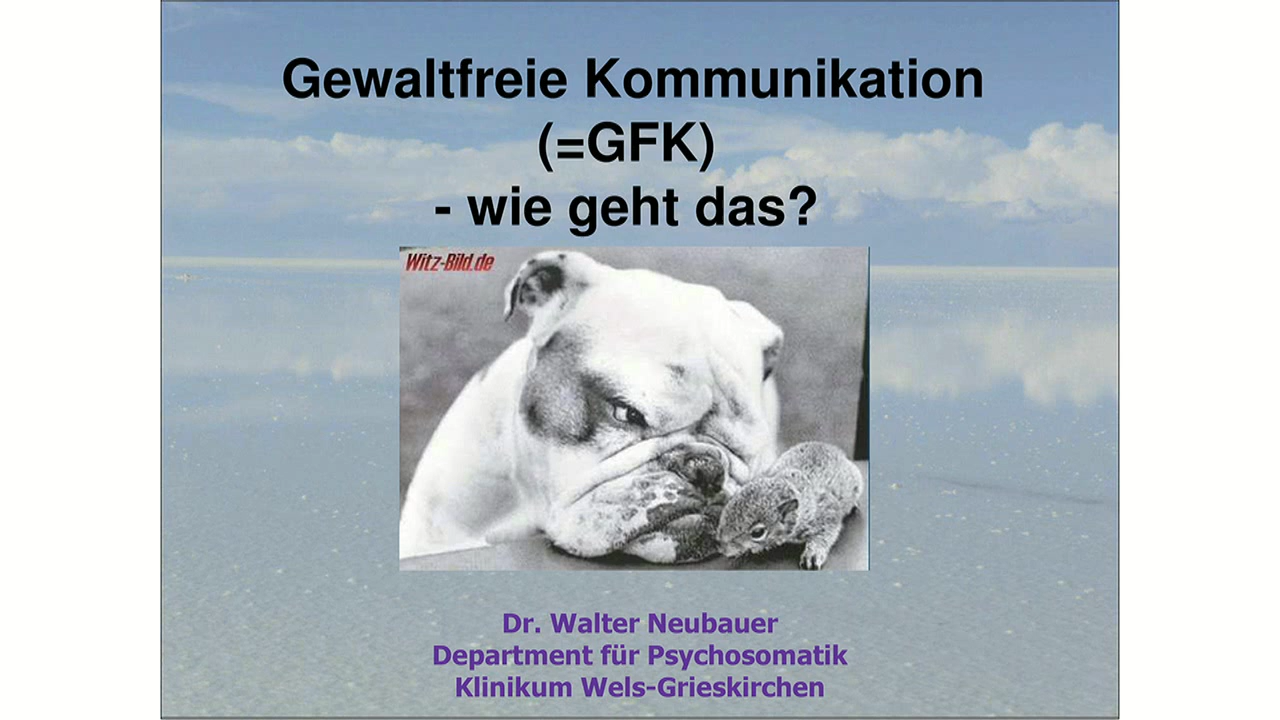 Gewaltfreie Kommunikation
(=GFK)
- wie geht das?
Witz-Bild.de
Dr. Walter Neubauer
Department für Psychosomatik
Klinikum Wels-Grieskirchen